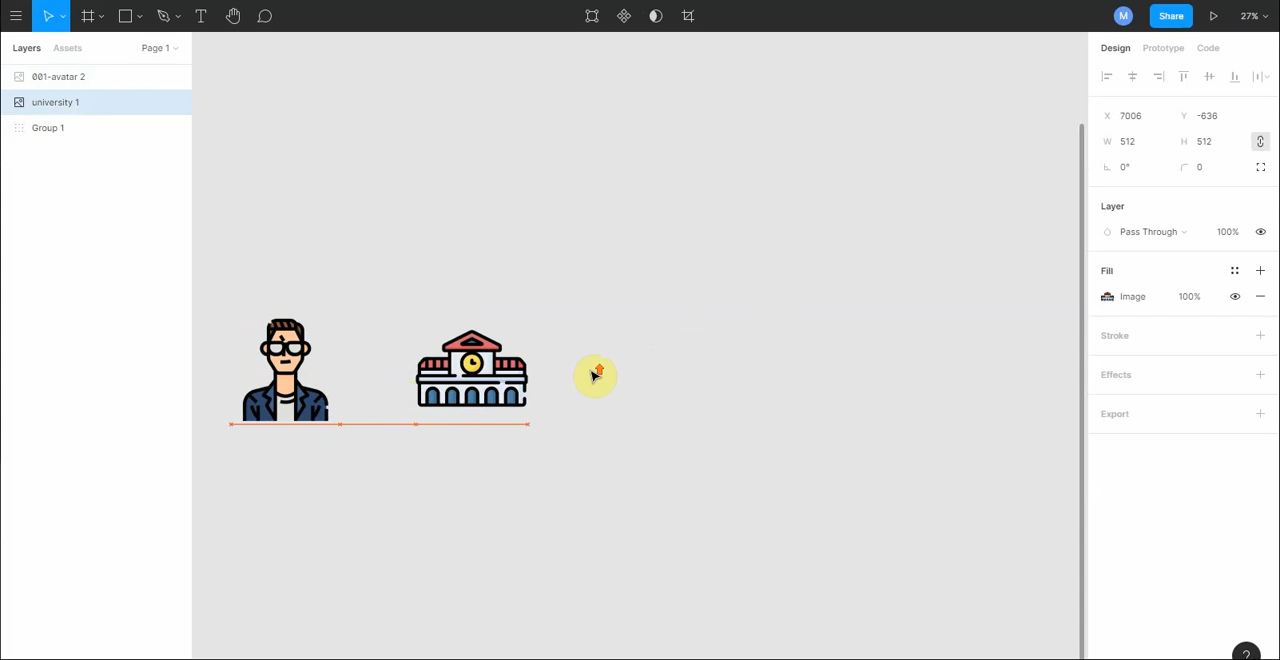 M
Share
27%
Layers
Assets
Page 1
001-avatar 2
university 1
Group 1
Design
Prototype
Code
X 7006
Y -636
W 512
H 512
0°
0
Layer
Pass Through
100%
Fill
Image
100%
Stroke
Effects
Export
?